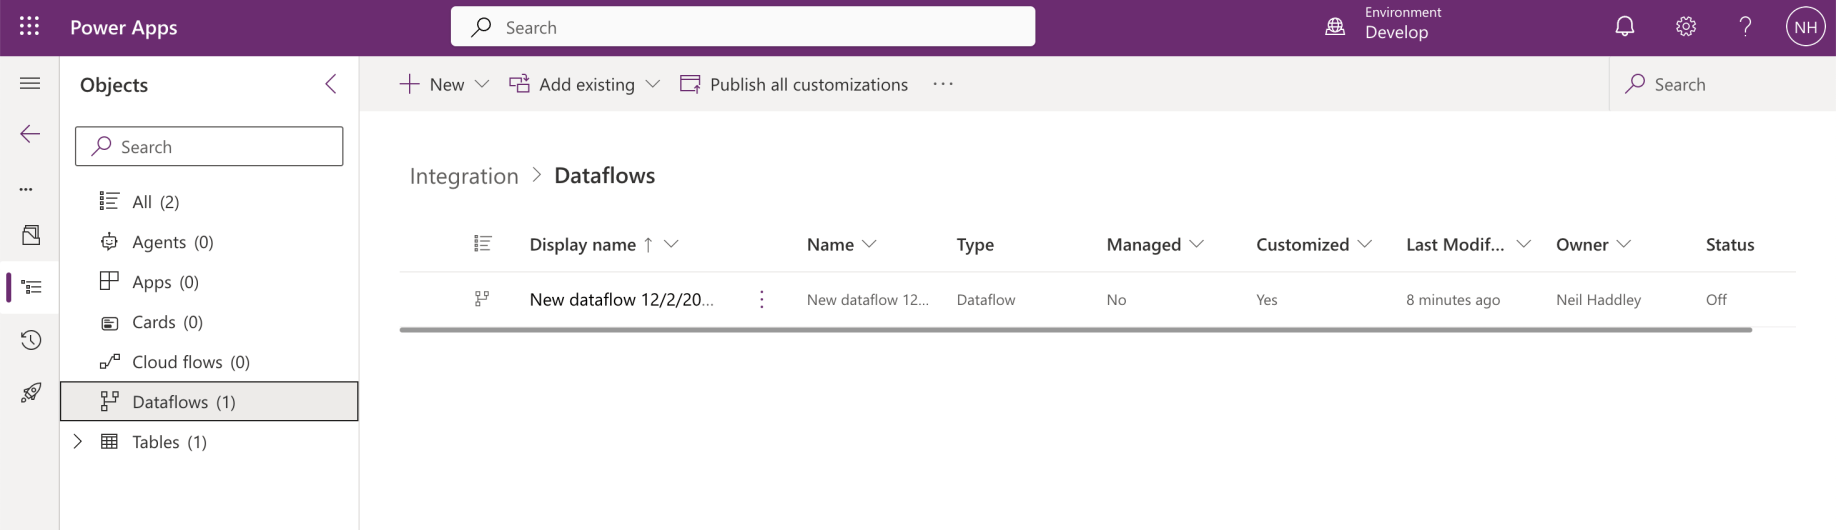 Power Apps
Search
Environment
Develop
NH
Objects
New
Add existing
Publish all customizations
Search
Search
All (2)
Agents (0)
Apps (0)
Cards (0)
Cloud flows (0)
Dataflows (1)
Tables (1)
Integration > Dataflows
Display name ↑ Name Type Managed Customized Last Modif... Owner Status
New dataflow 12/2/20... New dataflow 12... Dataflow No Yes 8 minutes ago Neil Haddley Off